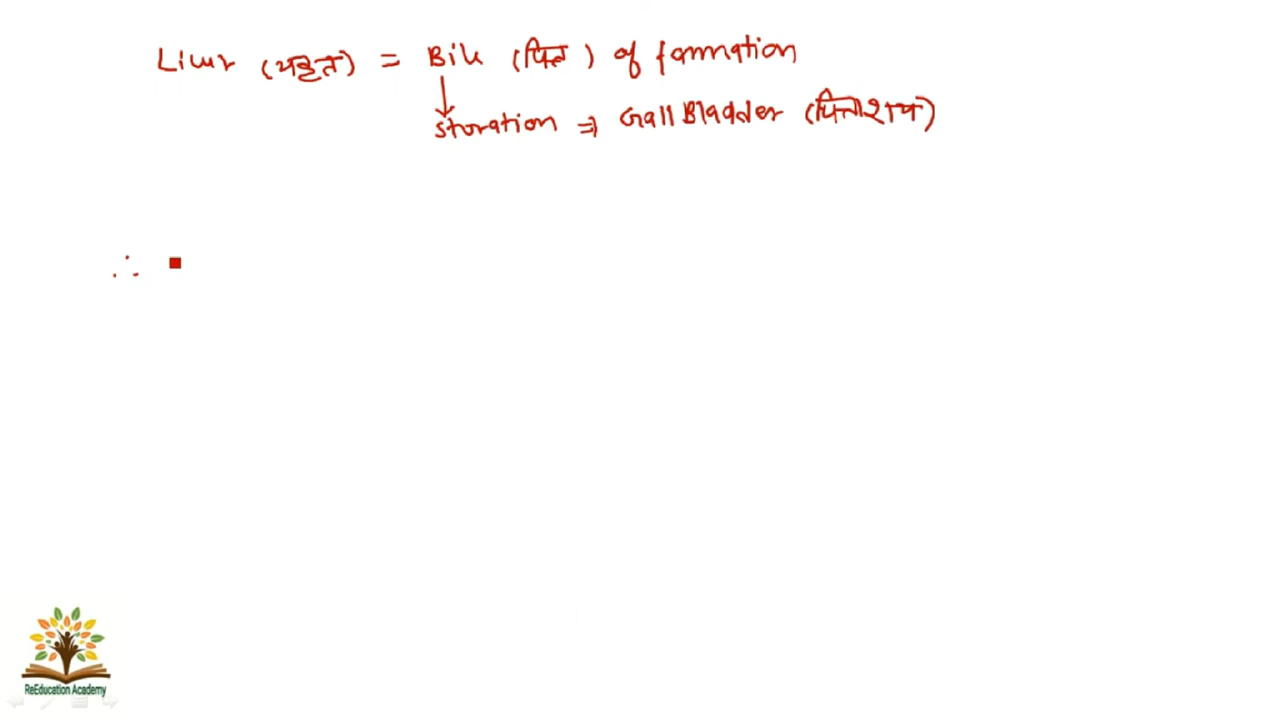 Liver (यकृत) = Bile (पित्त) of formation
storation ⇒ Gall Bladder (पित्ताशय)
∴
ReEducation Academy